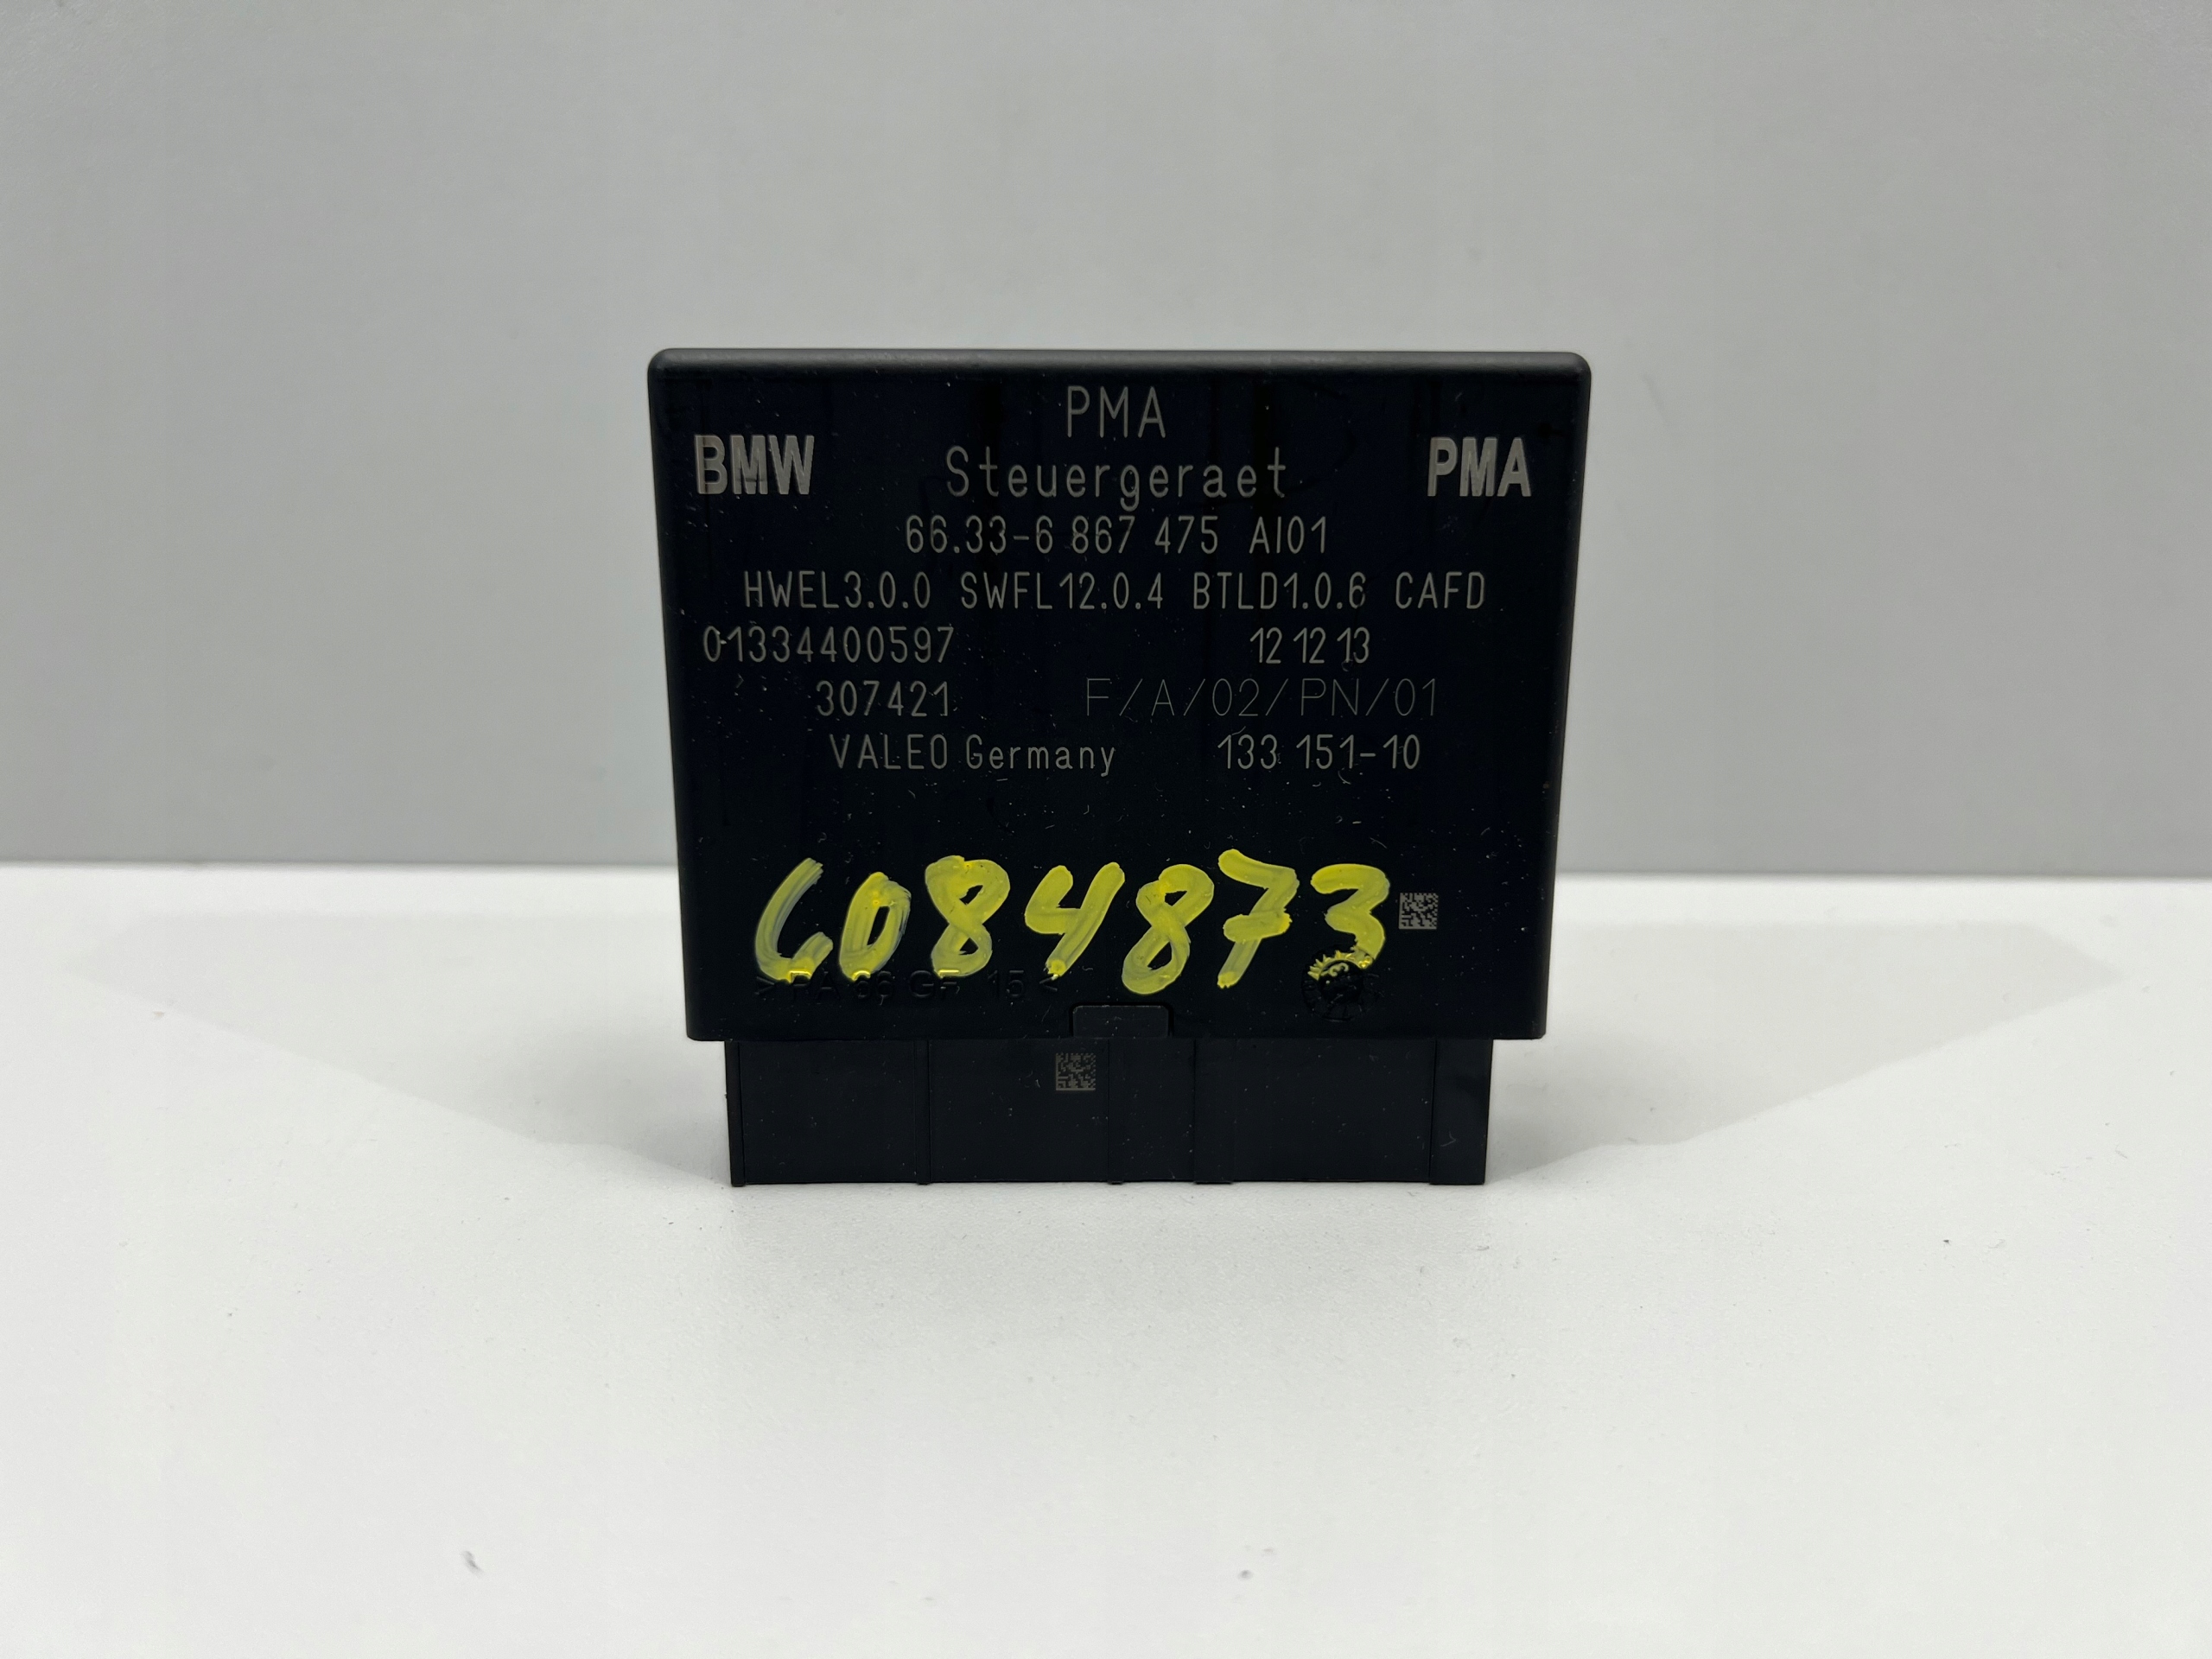 PMA
BMW Steuergeraet PMA
66.33-6 867 475 AI01
HWEL3.0.0 SWFL12.0.4 BTLD1.0.6 CAFD
01334400597 12 12 13
307421 F/A/02/PN/01
VALEO Germany 133 151-10
6084873